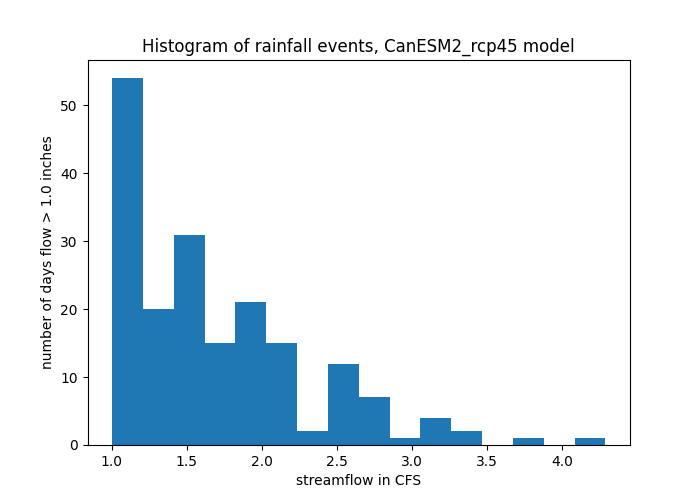 Histogram of rainfall events, CanESM2_rcp45 model
number of days flow > 1.0 inches
50
40
30
20
10
0
1.0 1.5 2.0 2.5 3.0 3.5 4.0
streamflow in CFS